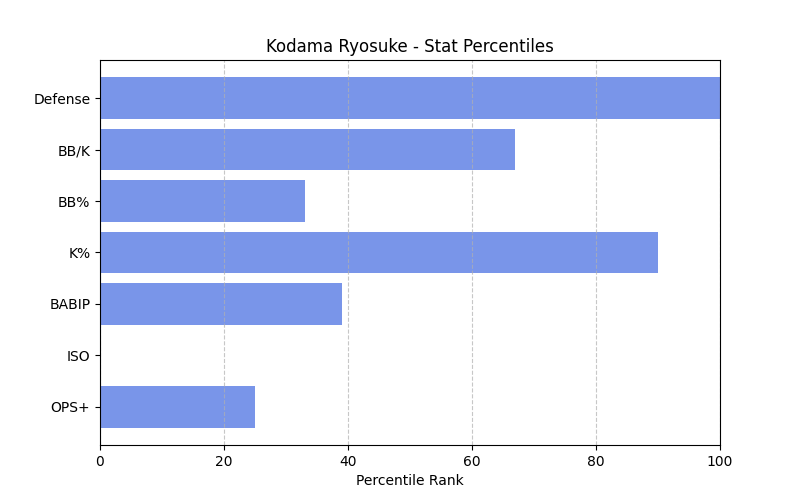 Kodama Ryosuke - Stat Percentiles
Defense
BB/K
BB%
K%
BABIP
ISO
OPS+
0 20 40 60 80 100
Percentile Rank